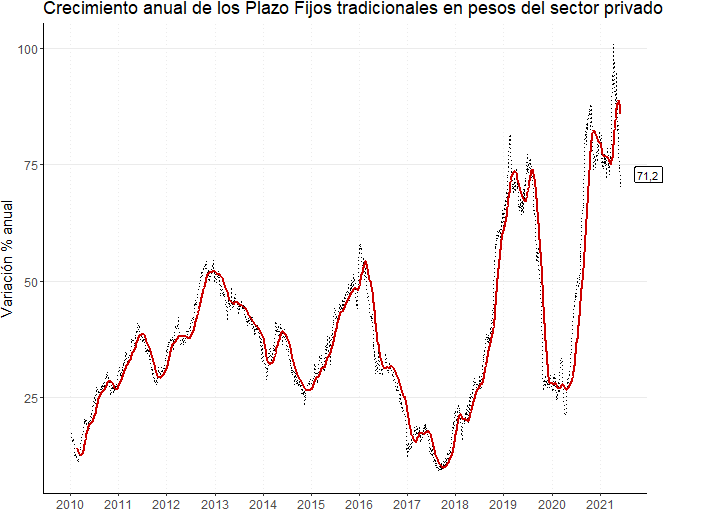 Crecimiento anual de los Plazo Fijos tradicionales en pesos del sector privado
Variación % anual
100
75
50
25
71,2
2010 2011 2012 2013 2014 2015 2016 2017 2018 2019 2020 2021